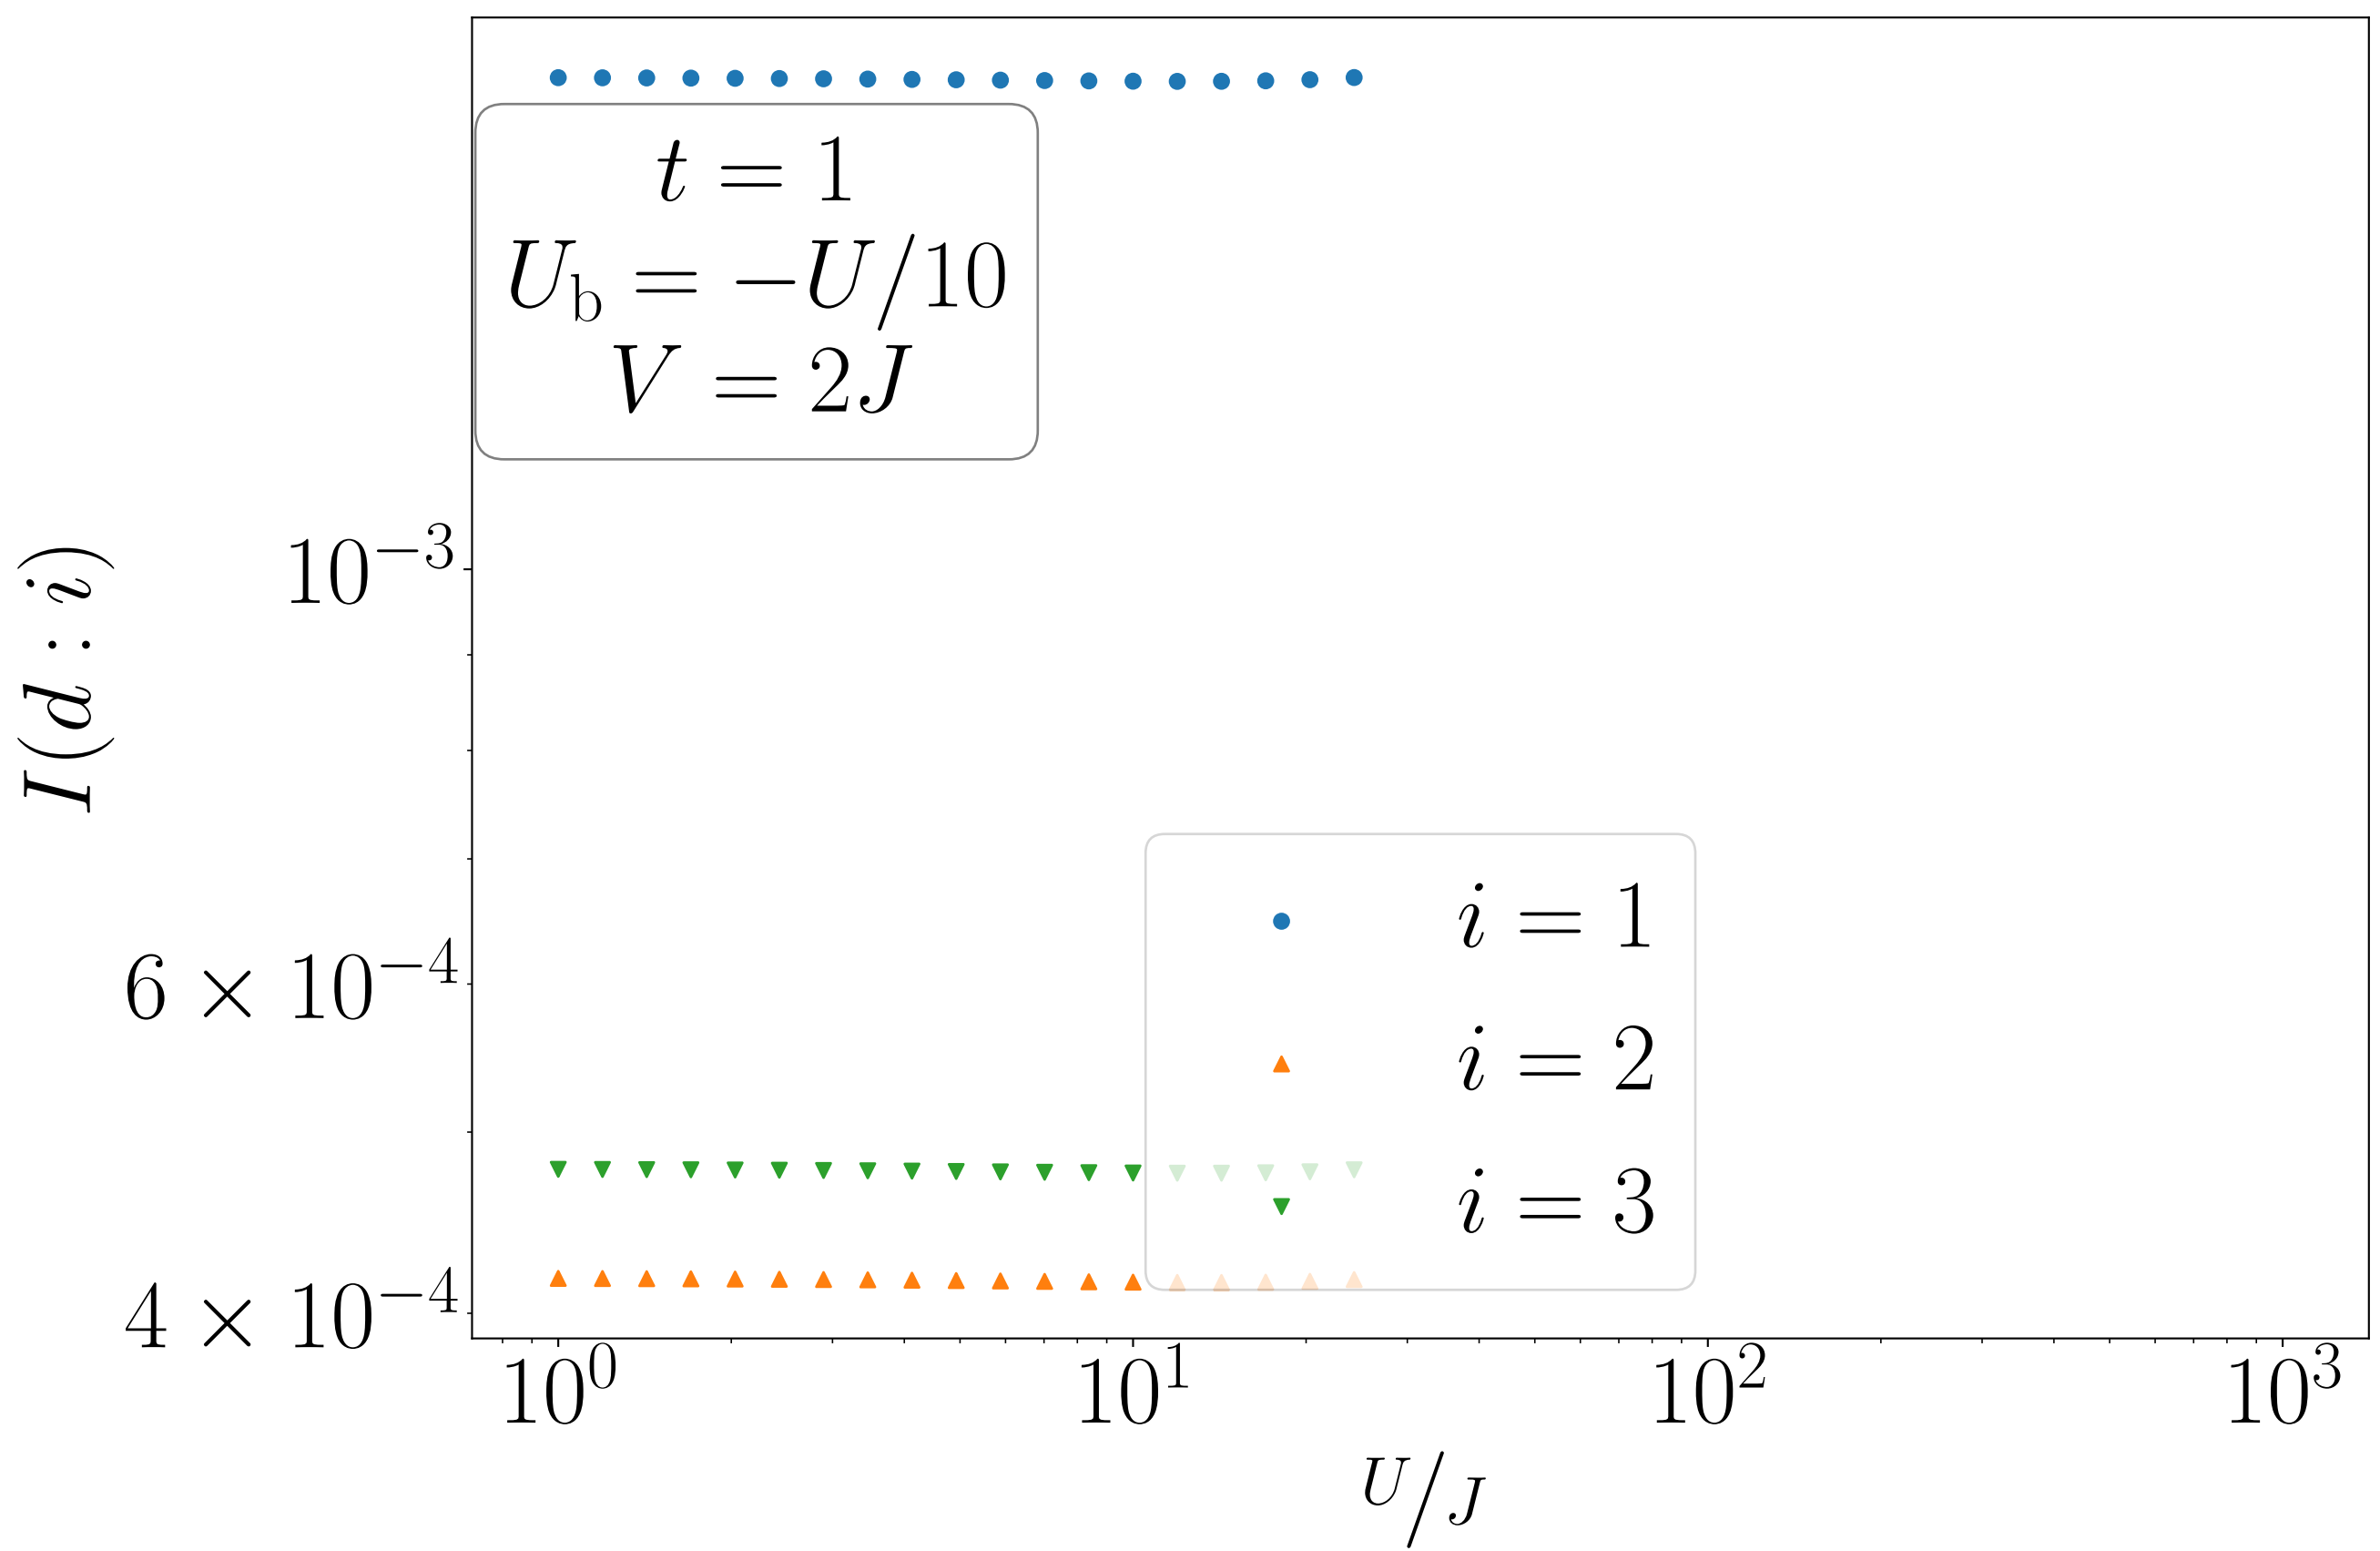 t = 1
U_b = −U/10
V = 2J
I(d : i)
10^{−3}
6 × 10^{−4}
4 × 10^{−4}
i = 1
i = 2
i = 3
10^0
10^1
10^2
10^3
U/J